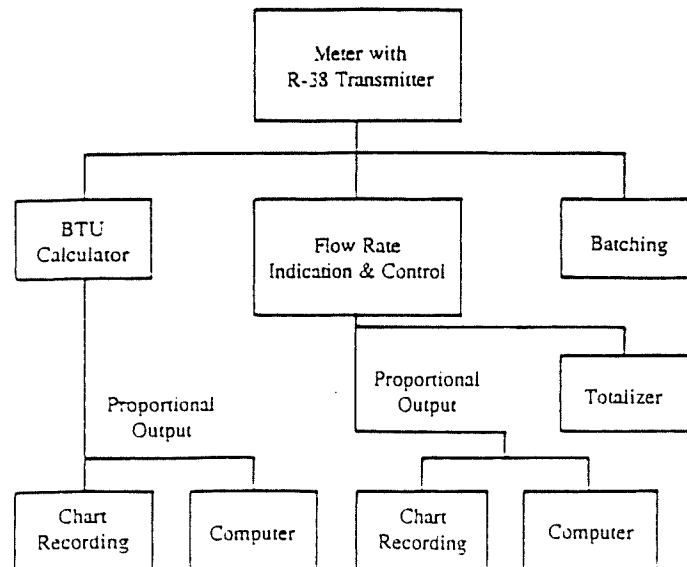 Meter with
R-38 Transmitter
BTU
Calculator
Flow Rate
Indication & Control
Batching
Proportional
Output
Proportional
Output
Totalizer
Chart
Recording
Computer
Chart
Recording
Computer